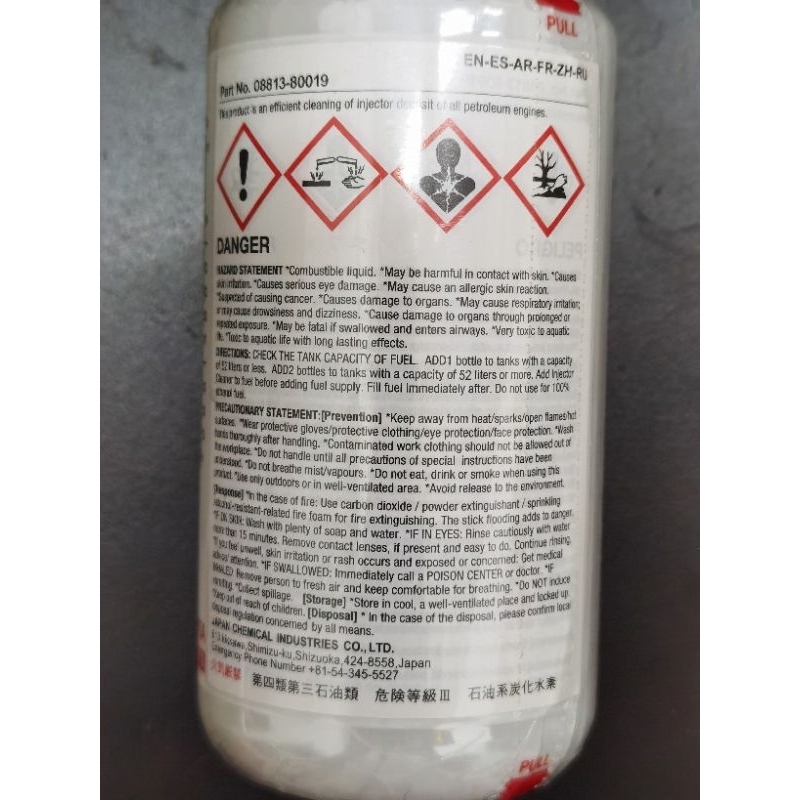 PULL
EN-ES-AR-FR-ZH-RU
Part No. 08813-80019
This product is an efficient cleaning of injector deposit of all petroleum engines.
DANGER
HAZARD STATEMENT *Combustible liquid. *May be harmful in contact with skin. *Causes
skin irritation. *Causes serious eye damage. *May cause an allergic skin reaction.
*Suspected of causing cancer. *Causes damage to organs. *May cause respiratory irritation;
or may cause drowsiness and dizziness. *Cause damage to organs through prolonged or
repeated exposure. *May be fatal if swallowed and enters airways. *Very toxic to aquatic
life. *Toxic to aquatic life with long lasting effects.
DIRECTIONS: CHECK THE TANK CAPACITY OF FUEL. ADD1 bottle to tanks with a capacity
of 52 liters or less. ADD2 bottles to tanks with a capacity of 52 liters or more. Add Injector
Cleaner to fuel before adding fuel supply. Fill fuel immediately after. Do not use for 100%
ethanol fuel.
PRECAUTIONARY STATEMENT:[Prevention] *Keep away from heat/sparks/open flames/hot
surfaces. *Wear protective gloves/protective clothing/eye protection/face protection. *Wash
hands thoroughly after handling. *Contaminated work clothing should not be allowed out of
the workplace. *Do not handle until all precautions of special instructions have been
understood. *Do not breathe mist/vapours. *Do not eat, drink or smoke when using this
product. *Use only outdoors or in well-ventilated area. *Avoid release to the environment.
[Response] *In the case of fire: Use carbon dioxide / powder extinguishant / sprinkling
alcohol-resistant-related fire foam for fire extinguishing. The stick flooding adds to danger.
*IF ON SKIN: Wash with plenty of soap and water. *IF IN EYES: Rinse cautiously with water
more than 15 minutes. Remove contact lenses, if present and easy to do. Continue rinsing.
*If you feel unwell, skin irritation or rash occurs and exposed or concerned: Get medical
advice/ attention. *IF SWALLOWED: Immediately call a POISON CENTER or doctor. *IF
INHALED: Remove person to fresh air and keep comfortable for breathing. *Do NOT induce
vomiting. *Collect spillage. [Storage] *Store in cool, a well-ventilated place and locked up.
*Keep out of reach of children. [Disposal] * In the case of the disposal, please confirm local
disposal regulation concerned by all means.
JAPAN CHEMICAL INDUSTRIES CO., LTD.
Shimizu-ku, Shizuoka, 424-8558, Japan
Emergency Phone Number +81-54-345-5527
火気厳禁 第四類第三石油類 危険等級Ⅲ 石油系炭化水素
PULL